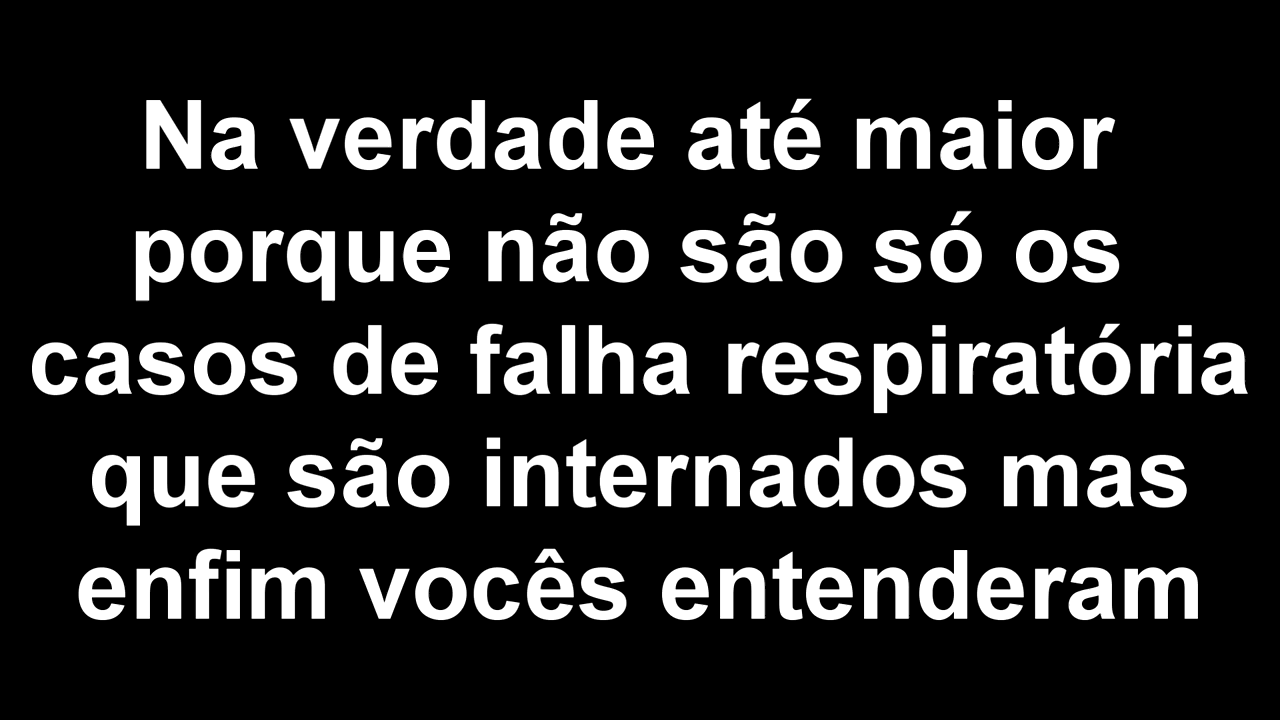 Na verdade até maior
porque não são só os
casos de falha respiratória
que são internados mas
enfim vocês entenderam